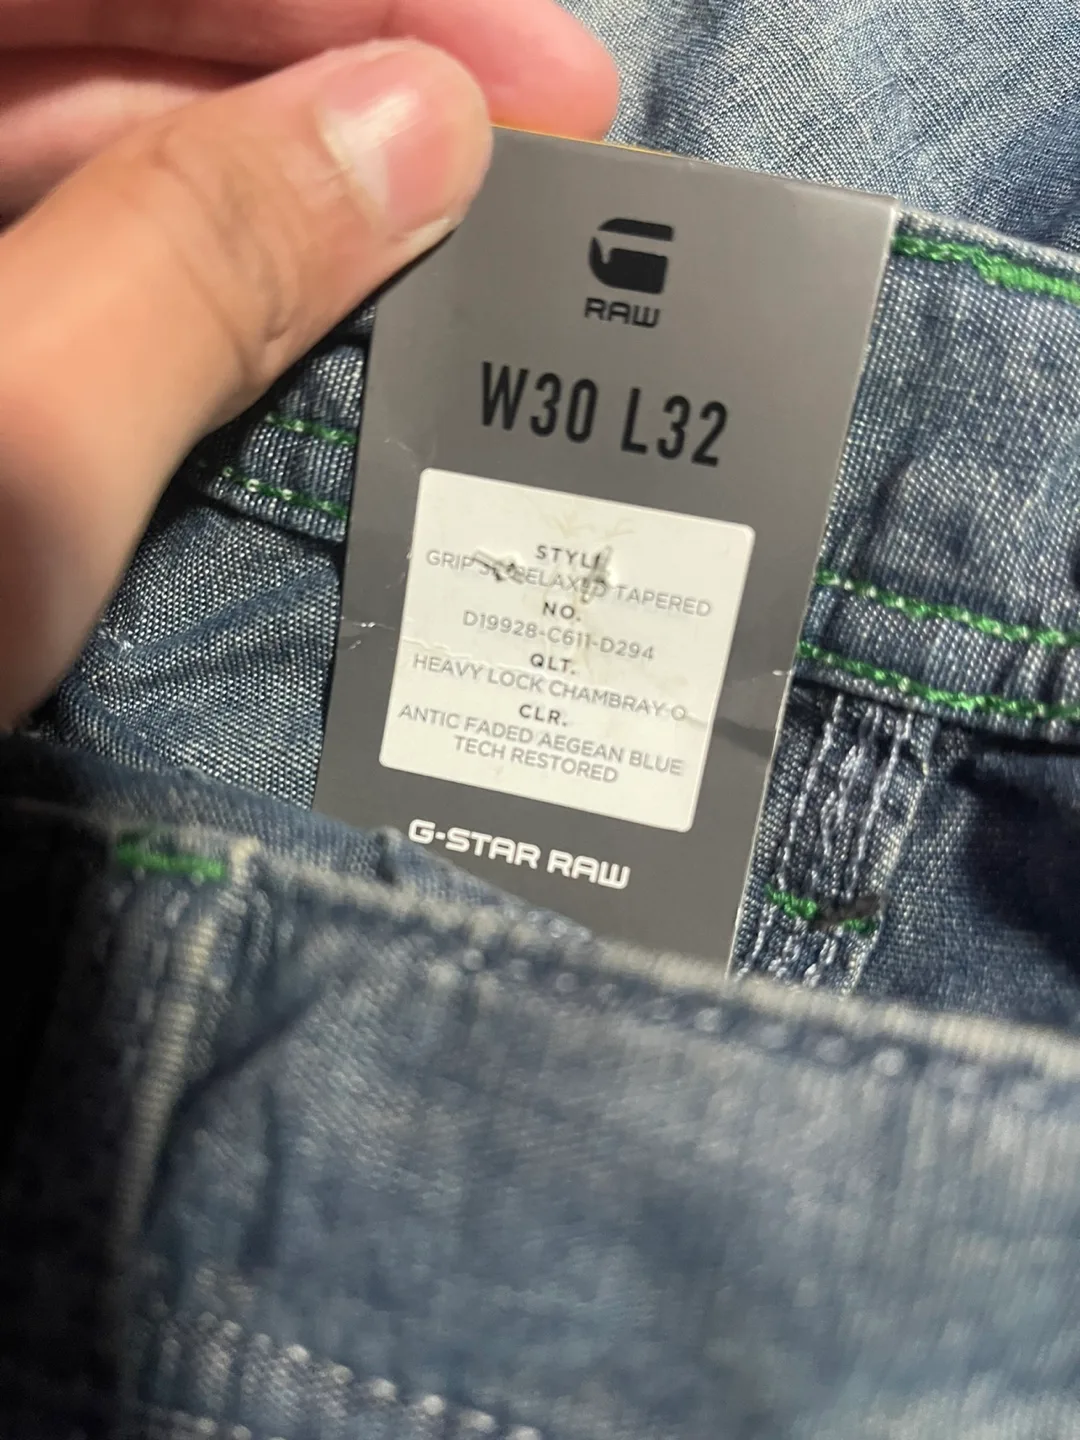 RAW
W30 L32
STYLE
GRIP 3D RELAXED TAPERED
NO.
D19928-C611-D294
QLT.
HEAVY LOCK CHAMBRAY O
CLR.
ANTIC FADED AEGEAN BLUE
TECH RESTORED
G-STAR RAW